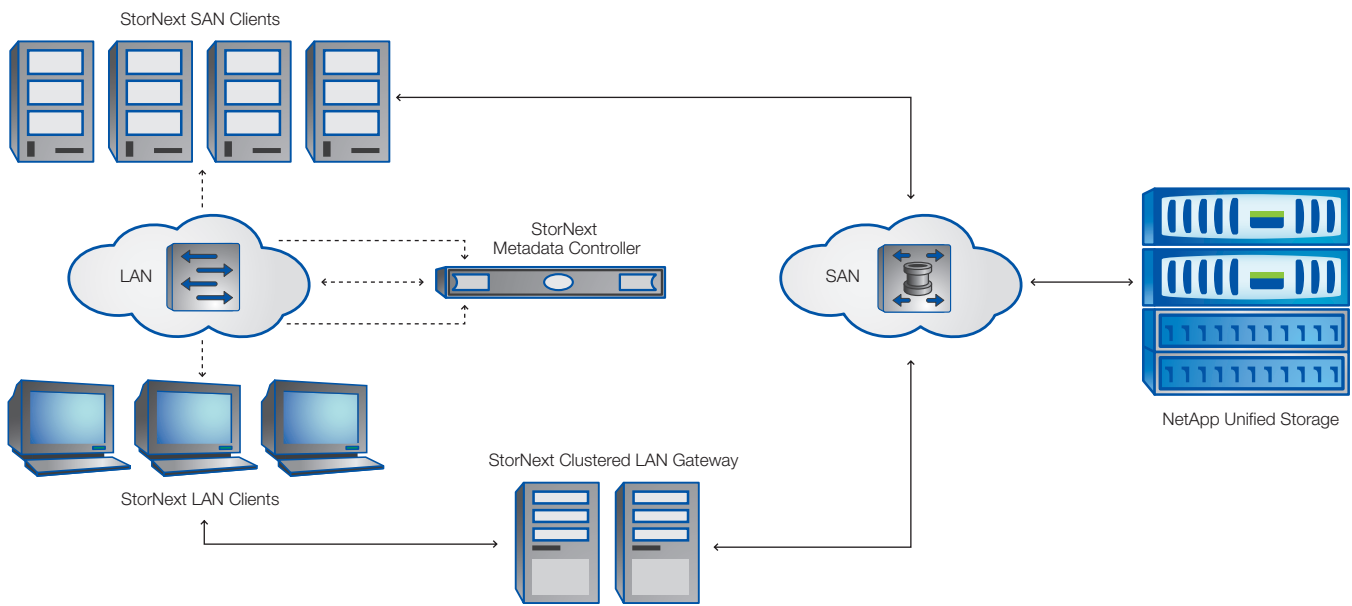 StorNext SAN Clients
StorNext
Metadata Controller
LAN
SAN
NetApp Unified Storage
StorNext Clustered LAN Gateway
StorNext LAN Clients